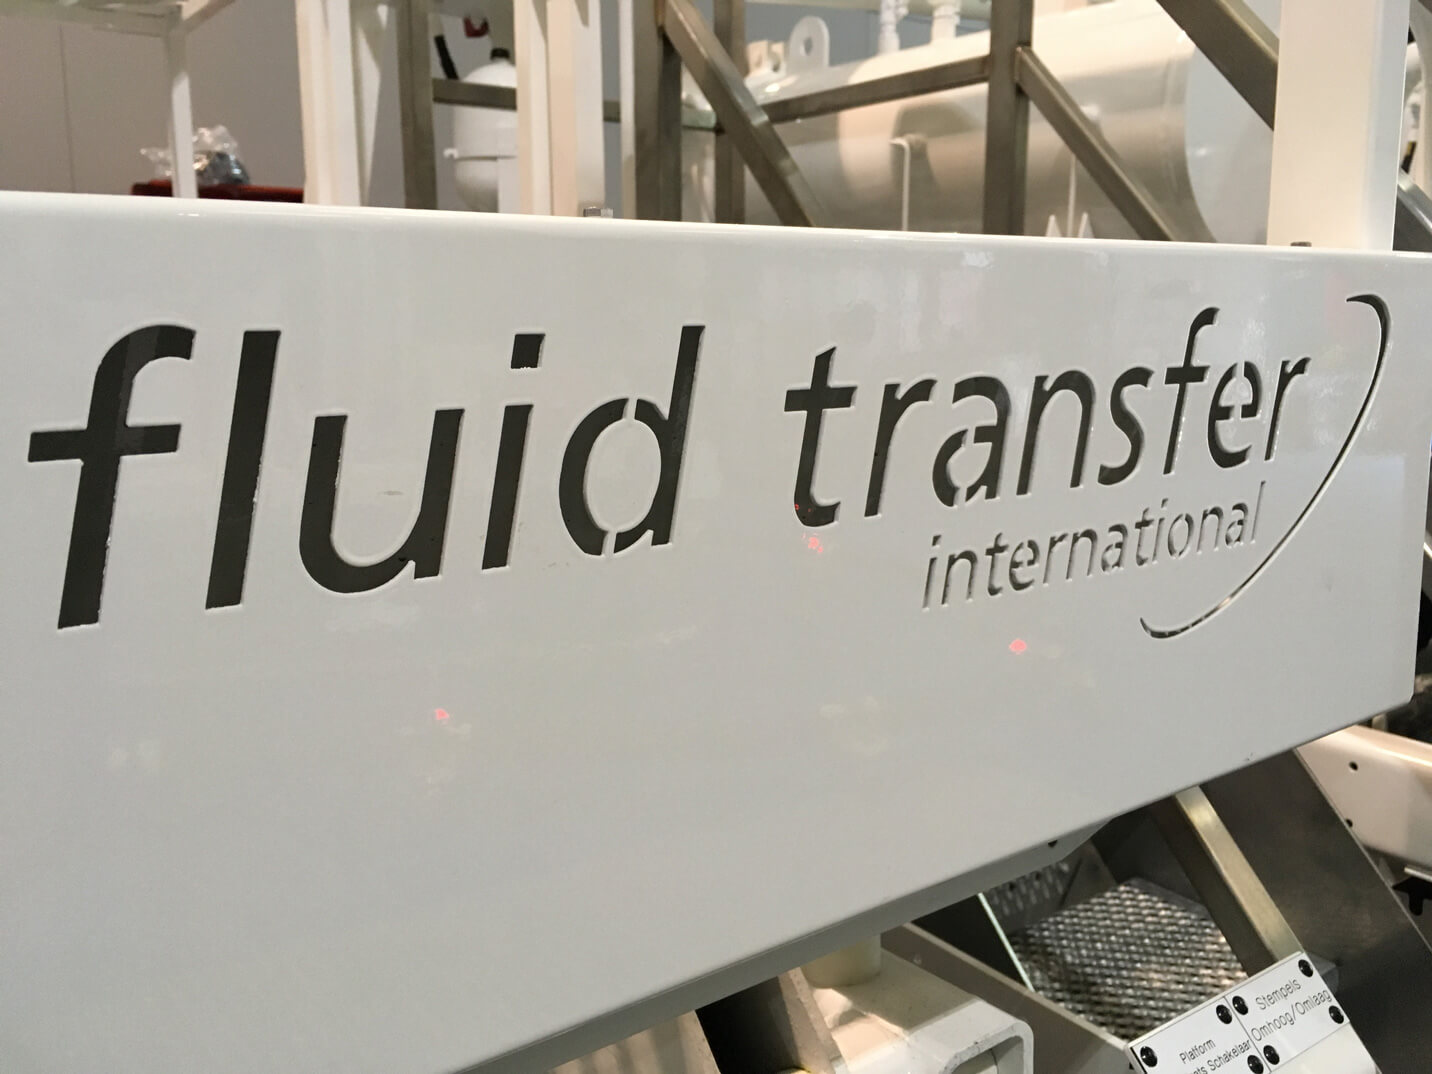 fluid transfer
international
Stempels
Omhoog/Omlaag
Platform
Schakelaar